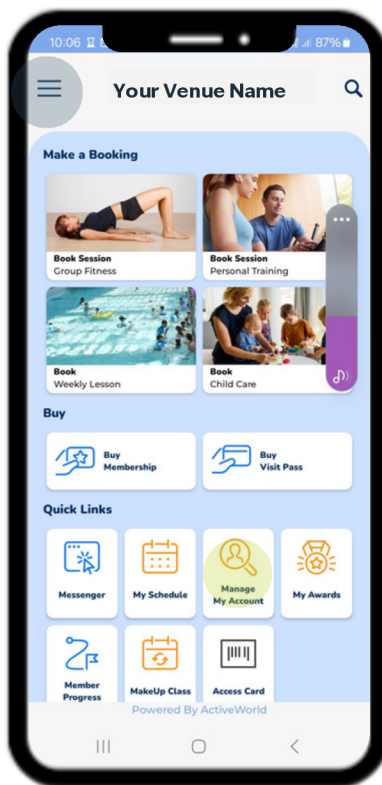 10:06
87%
Your Venue Name
Make a Booking
Book Session
Group Fitness
Book Session
Personal Training
Book
Weekly Lesson
Book
Child Care
Buy
Buy
Membership
Buy
Visit Pass
Quick Links
Messenger
My Schedule
Manage
My Account
My Awards
Member
Progress
MakeUp Class
Access Card
Powered By ActiveWorld